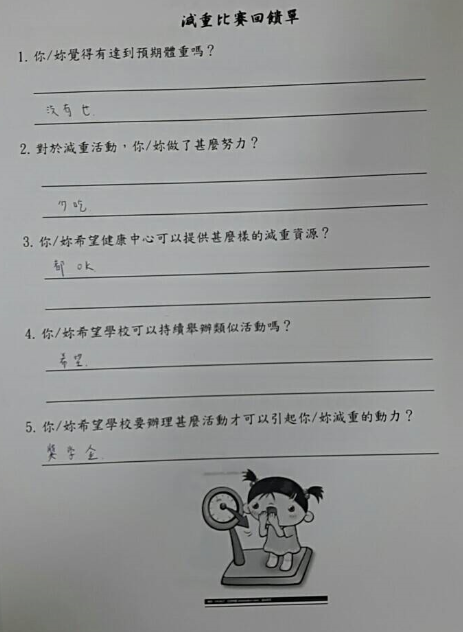 減重比賽回饋單
1. 你/妳覺得有達到預期體重嗎？
沒有也
2. 對於減重活動，你/妳做了甚麼努力？
ㄅ吃
3. 你/妳希望健康中心可以提供甚麼樣的減重資源？
都 OK
4. 你/妳希望學校可以持續舉辦類似活動嗎？
希望.
5. 你/妳希望學校要辦理甚麼活動才可以引起你/妳減重的動力？
獎學金